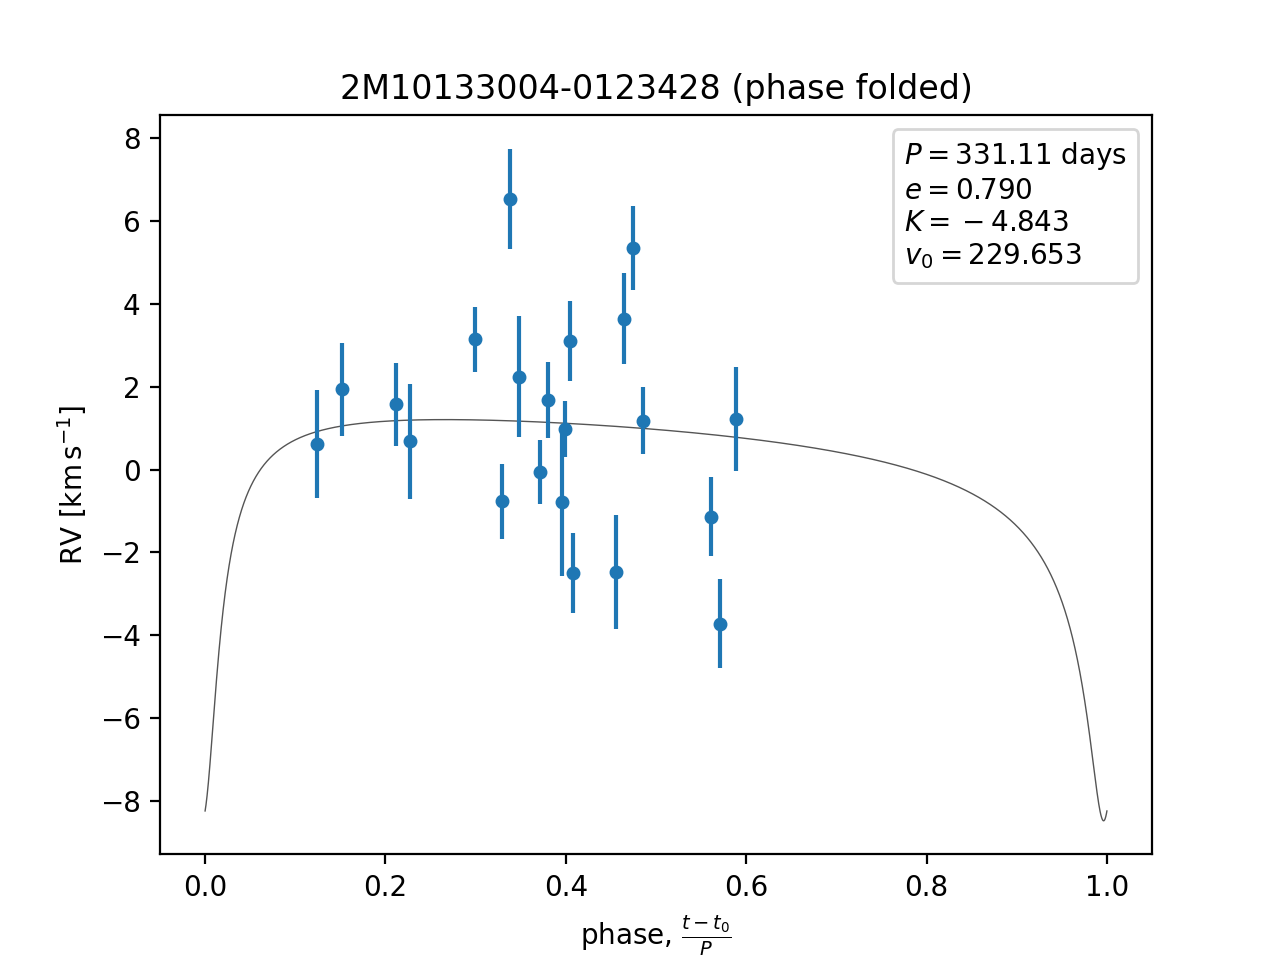 2M10133004-0123428 (phase folded)
P = 331.11 days
e = 0.790
K = −4.843
v₀ = 229.653
8
6
4
2
0
−2
−4
−6
−8
RV [km s⁻¹]
0.0 0.2 0.4 0.6 0.8 1.0
phase, (t − t₀)/P